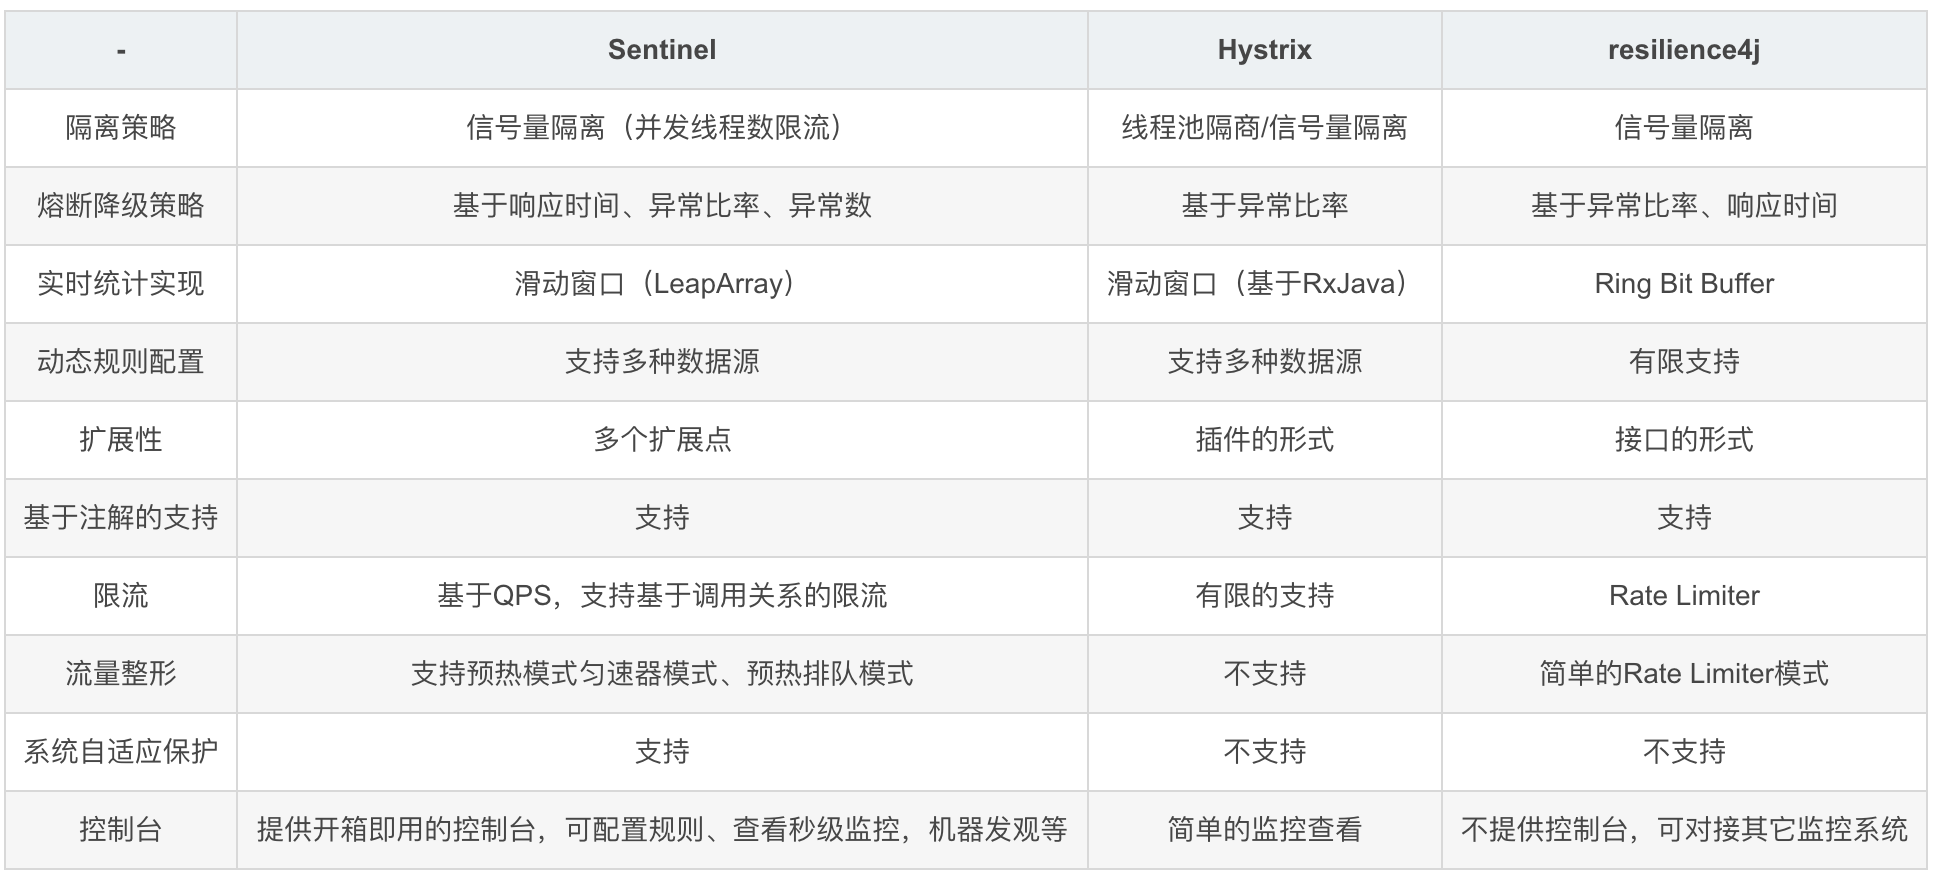 - Sentinel Hystrix resilience4j
隔离策略 信号量隔离（并发线程数限流） 线程池隔商/信号量隔离 信号量隔离
熔断降级策略 基于响应时间、异常比率、异常数 基于异常比率 基于异常比率、响应时间
实时统计实现 滑动窗口（LeapArray） 滑动窗口（基于RxJava） Ring Bit Buffer
动态规则配置 支持多种数据源 支持多种数据源 有限支持
扩展性 多个扩展点 插件的形式 接口的形式
基于注解的支持 支持 支持 支持
限流 基于QPS，支持基于调用关系的限流 有限的支持 Rate Limiter
流量整形 支持预热模式匀速器模式、预热排队模式 不支持 简单的Rate Limiter模式
系统自适应保护 支持 不支持 不支持
控制台 提供开箱即用的控制台，可配置规则、查看秒级监控，机器发观等 简单的监控查看 不提供控制台，可对接其它监控系统